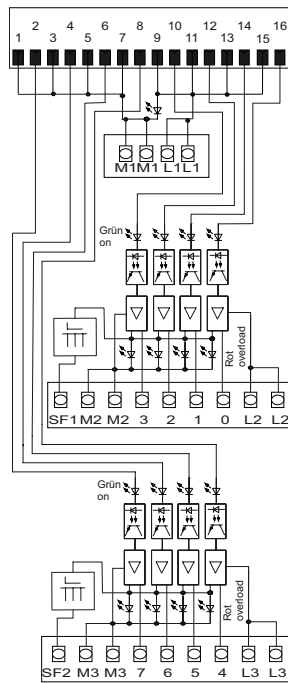 2 4 6 8 10 12 14 16
1 3 5 7 9 11 13 15
M1 M1 L1 L1
Grün
on
Rot
overload
SF1 M2 M2 3 2 1 0 L2 L2
Grün
on
Rot
overload
SF2 M3 M3 7 6 5 4 L3 L3